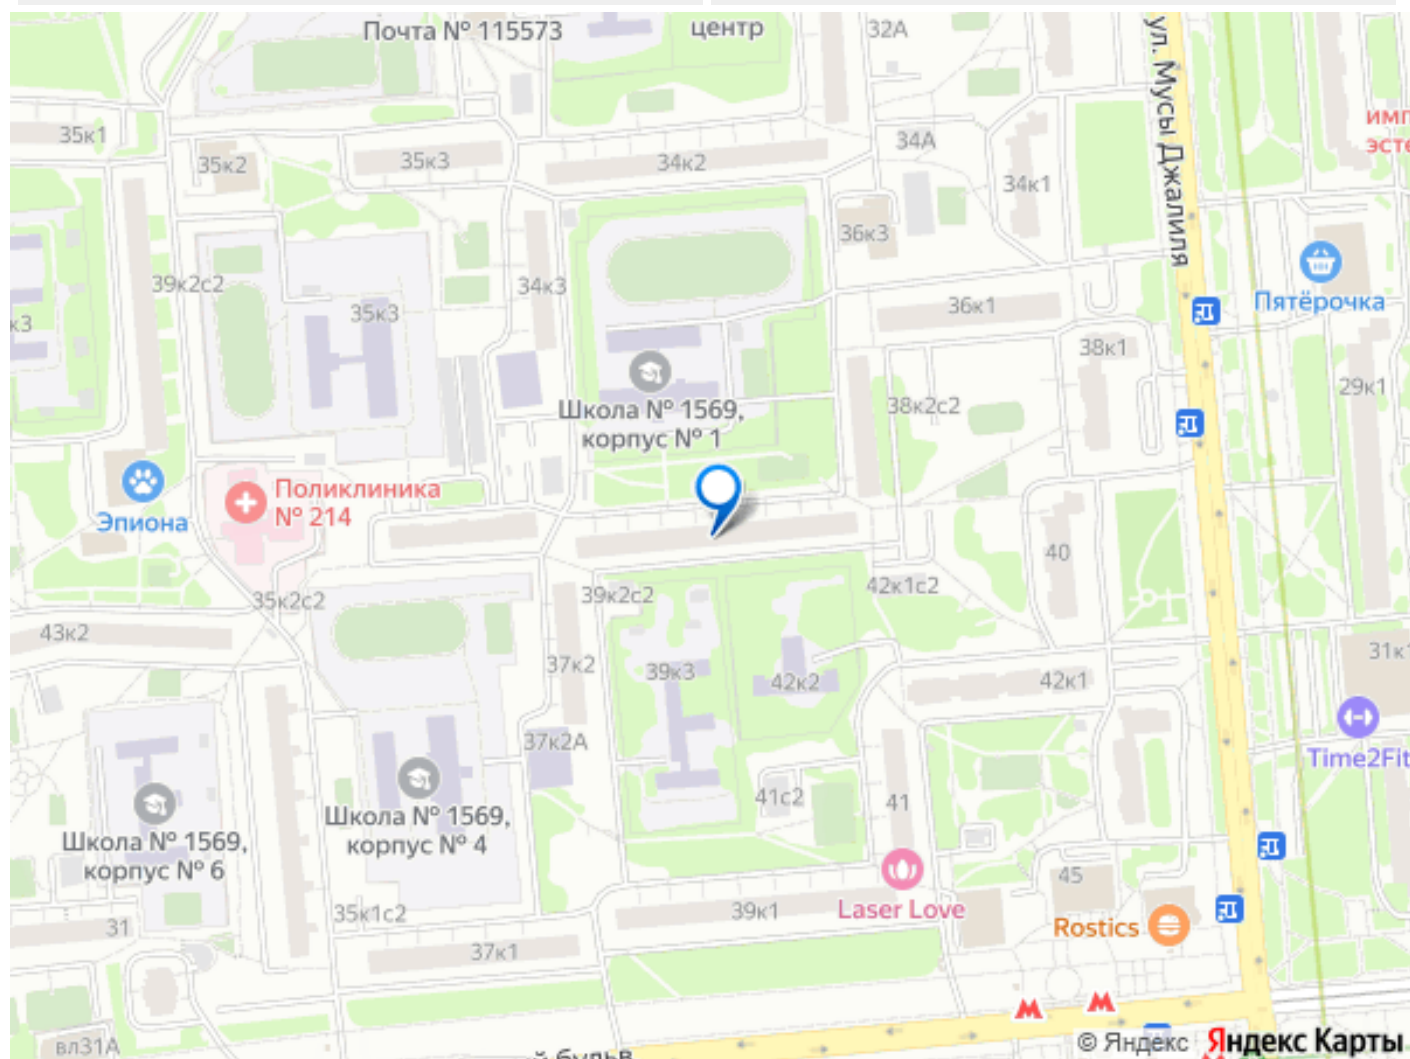 Почта № 115573
центр
32А
ул. Мусы Джалиля
35к1
35к2
35к3
34к2
34А
34к1
39к2с2
34к3
36к3
36к1
Пятёрочка
к3
35к3
38к1
29к1
Школа № 1569,
корпус № 1
38к2с2
Эпиона
Поликлиника
№ 214
40
35к2с2
39к2с2
42к1с2
43к2
37к2
39к3
42к2
42к1
37к2А
Time2Fit
41с2
41
Школа № 1569,
корпус № 6
Школа № 1569,
корпус № 4
45
Laser Love
35к1с2
39к1
Rostics
31
37к1
вл31А
© Яндекс Яндекс Карты